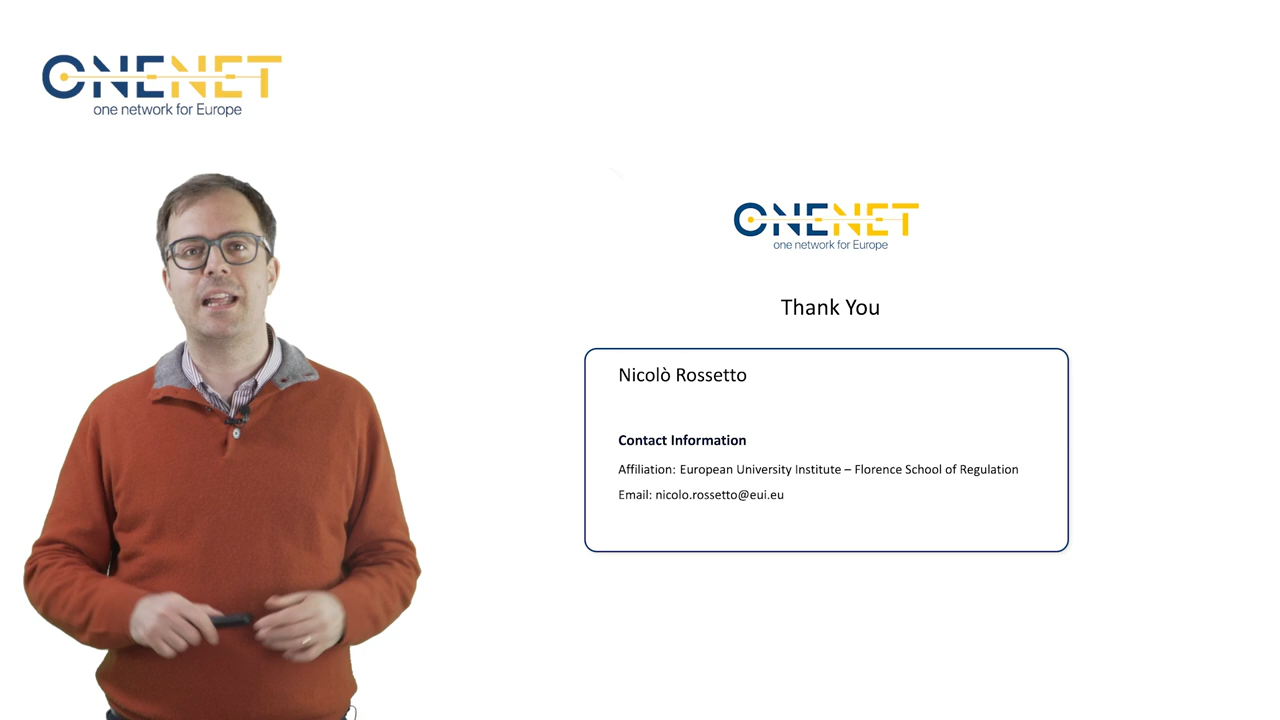 ONENET
one network for Europe
ONENET
one network for Europe
Thank You
Nicolò Rossetto
Contact Information
Affiliation: European University Institute – Florence School of Regulation
Email: nicolo.rossetto@eui.eu